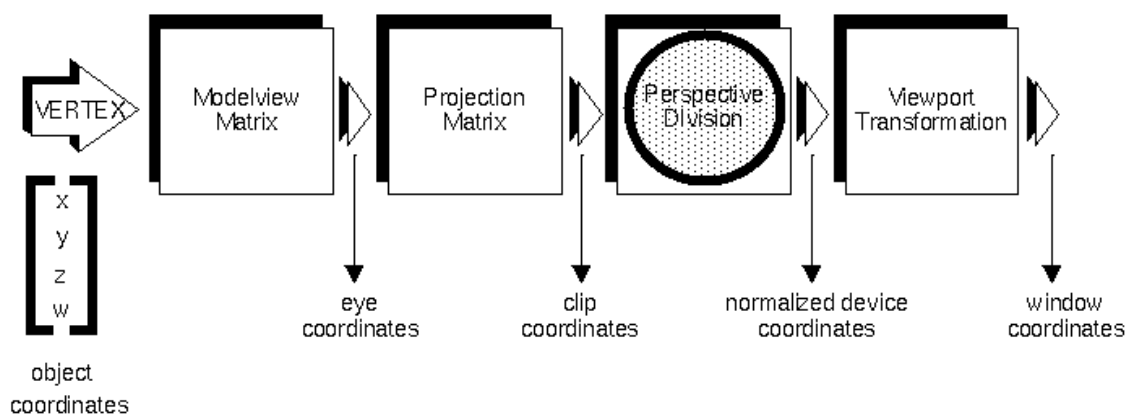 VERTEX
Modelview
Matrix
Projection
Matrix
Perspective
DIvision
Viewport
Transformation
x
y
z
w
object
coordinates
eye
coordinates
clip
coordinates
normalized device
coordinates
window
coordinates